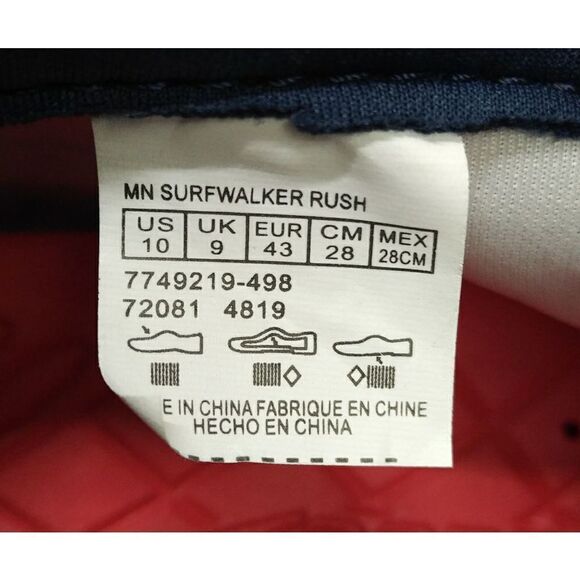 MN SURFWALKER RUSH
US UK EUR CM MEX
10 9 43 28 28CM
7749219-498
72081 4819
E IN CHINA FABRIQUE EN CHINE
HECHO EN CHINA